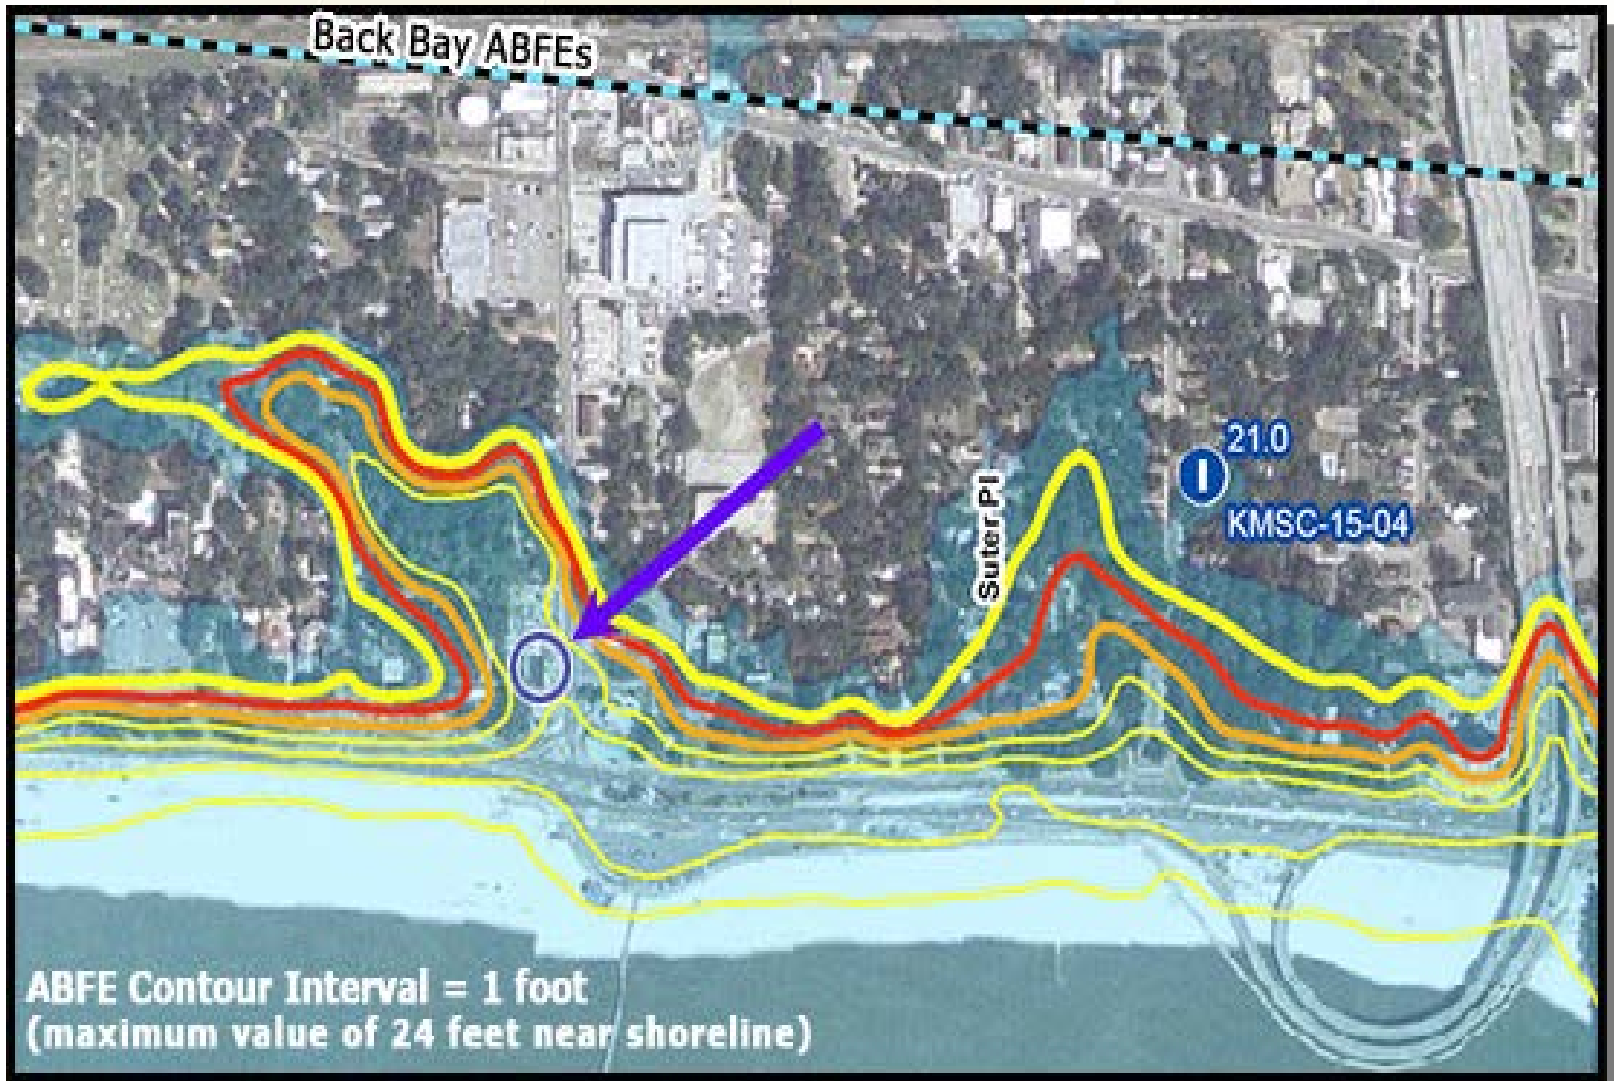 Back Bay ABFEs
21.0
Suter Pl
KMSC-15-04
ABFE Contour Interval = 1 foot
(maximum value of 24 feet near shoreline)